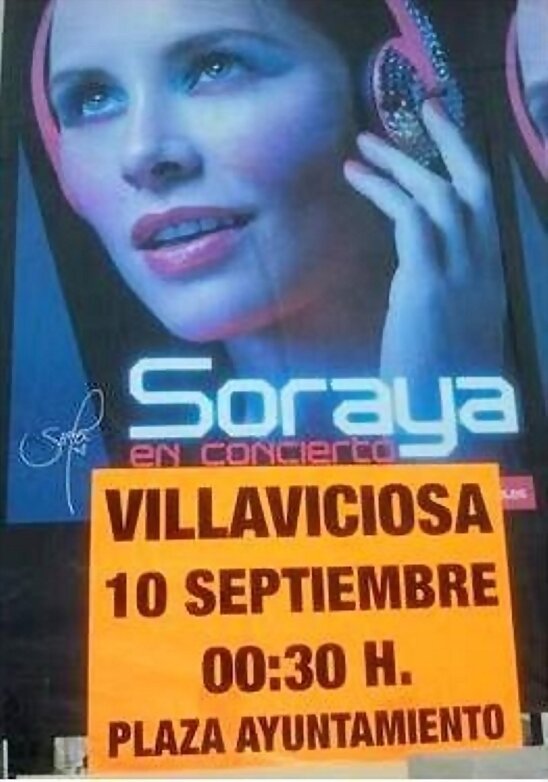 Soraya
en concierto
VILLAVICIOSA
10 SEPTIEMBRE
00:30 H.
PLAZA AYUNTAMIENTO